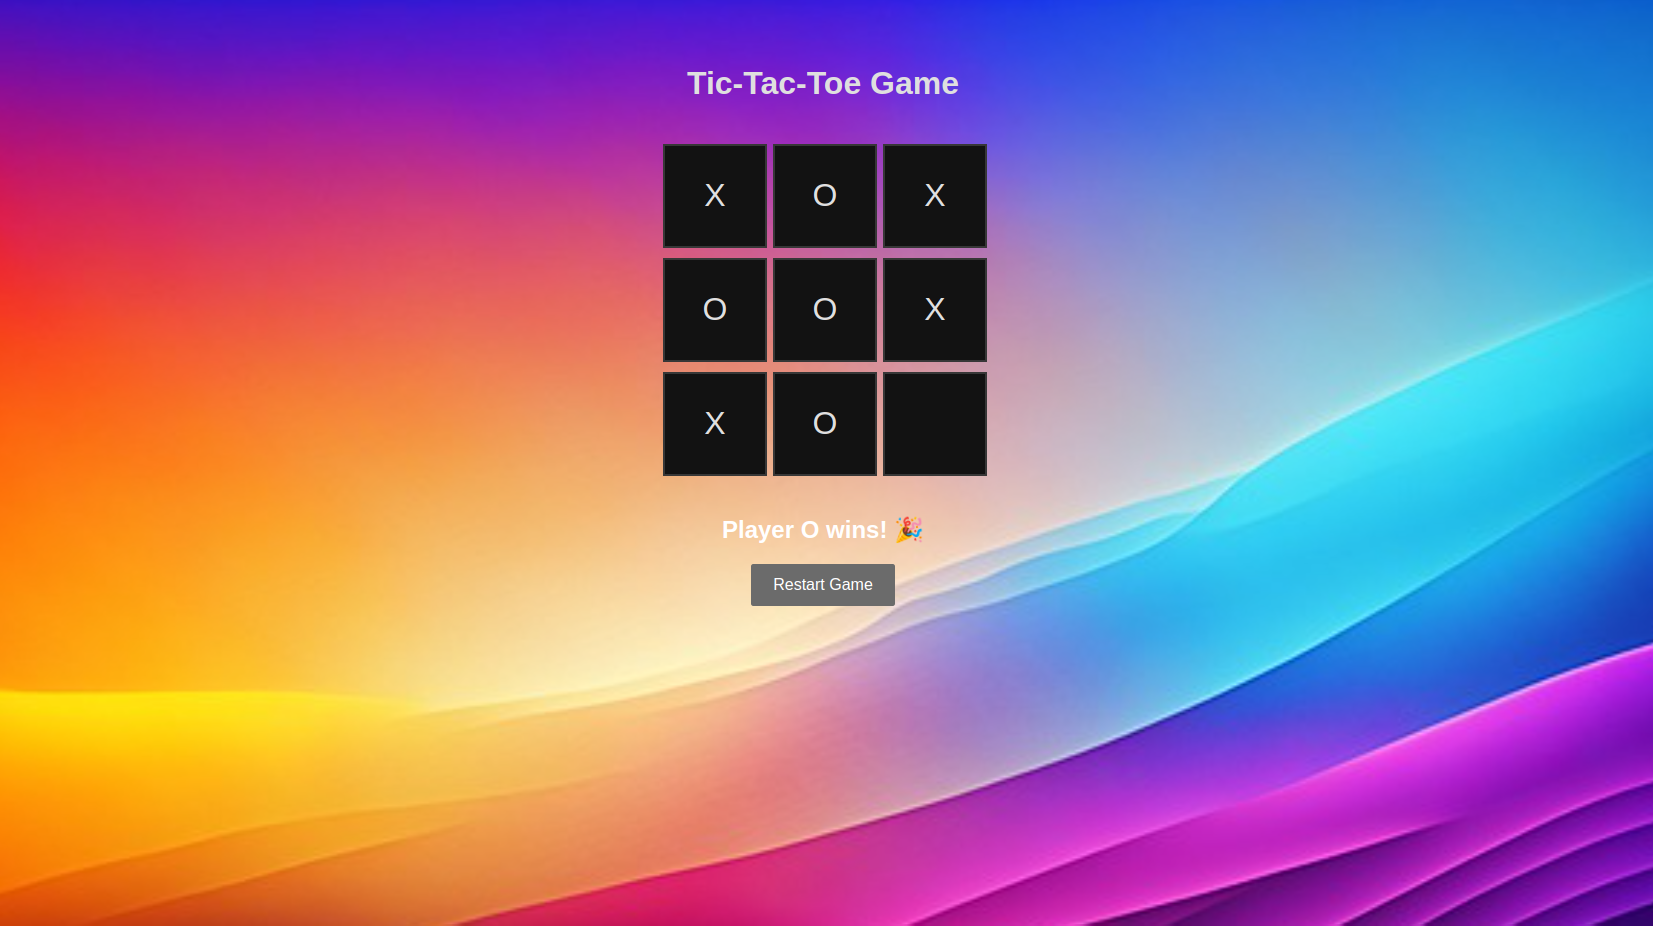 Tic-Tac-Toe Game
X O X
O O X
X O
Player O wins! 🎉
Restart Game